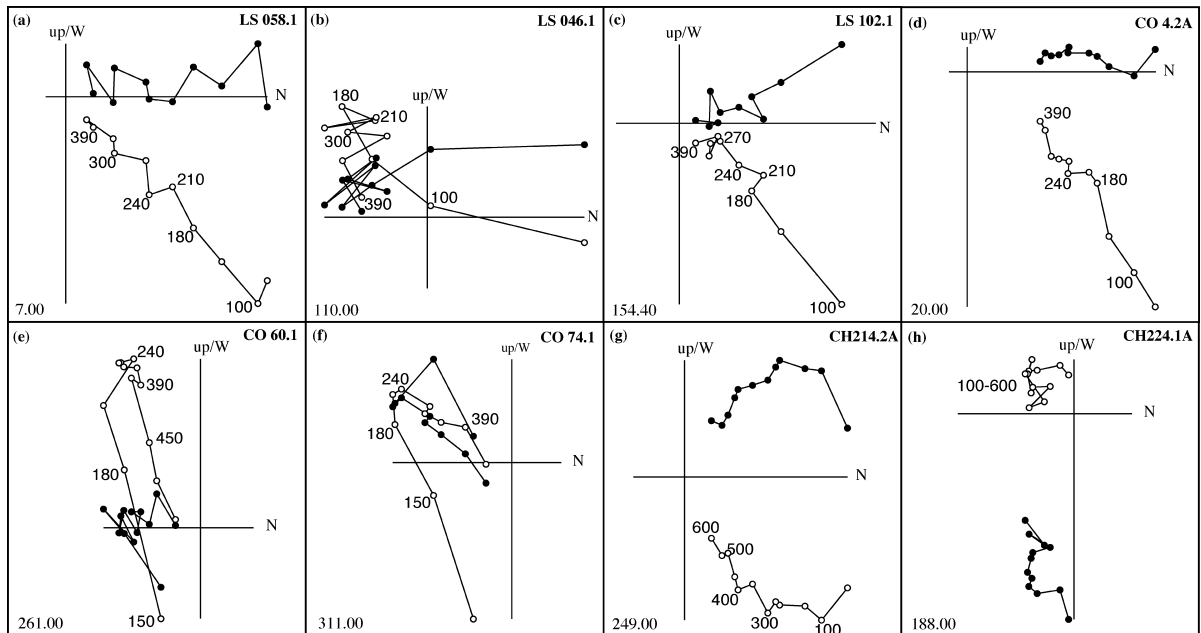 (a) LS 058.1
up/W
N
390
300
210
240
180
100
7.00
(b) LS 046.1
up/W
180
210
300
390
100
N
110.00
(c) LS 102.1
up/W
N
390
270
240
210
180
100
154.40
(d) CO 4.2A
up/W
N
390
240
180
100
20.00
(e) CO 60.1
up/W
240
390
450
180
N
150
261.00
(f) CO 74.1
up/W
240
390
180
N
150
311.00
(g) CH214.2A
up/W
N
600
500
400
300
100
249.00
(h) CH224.1A
up/W
100-600
N
188.00